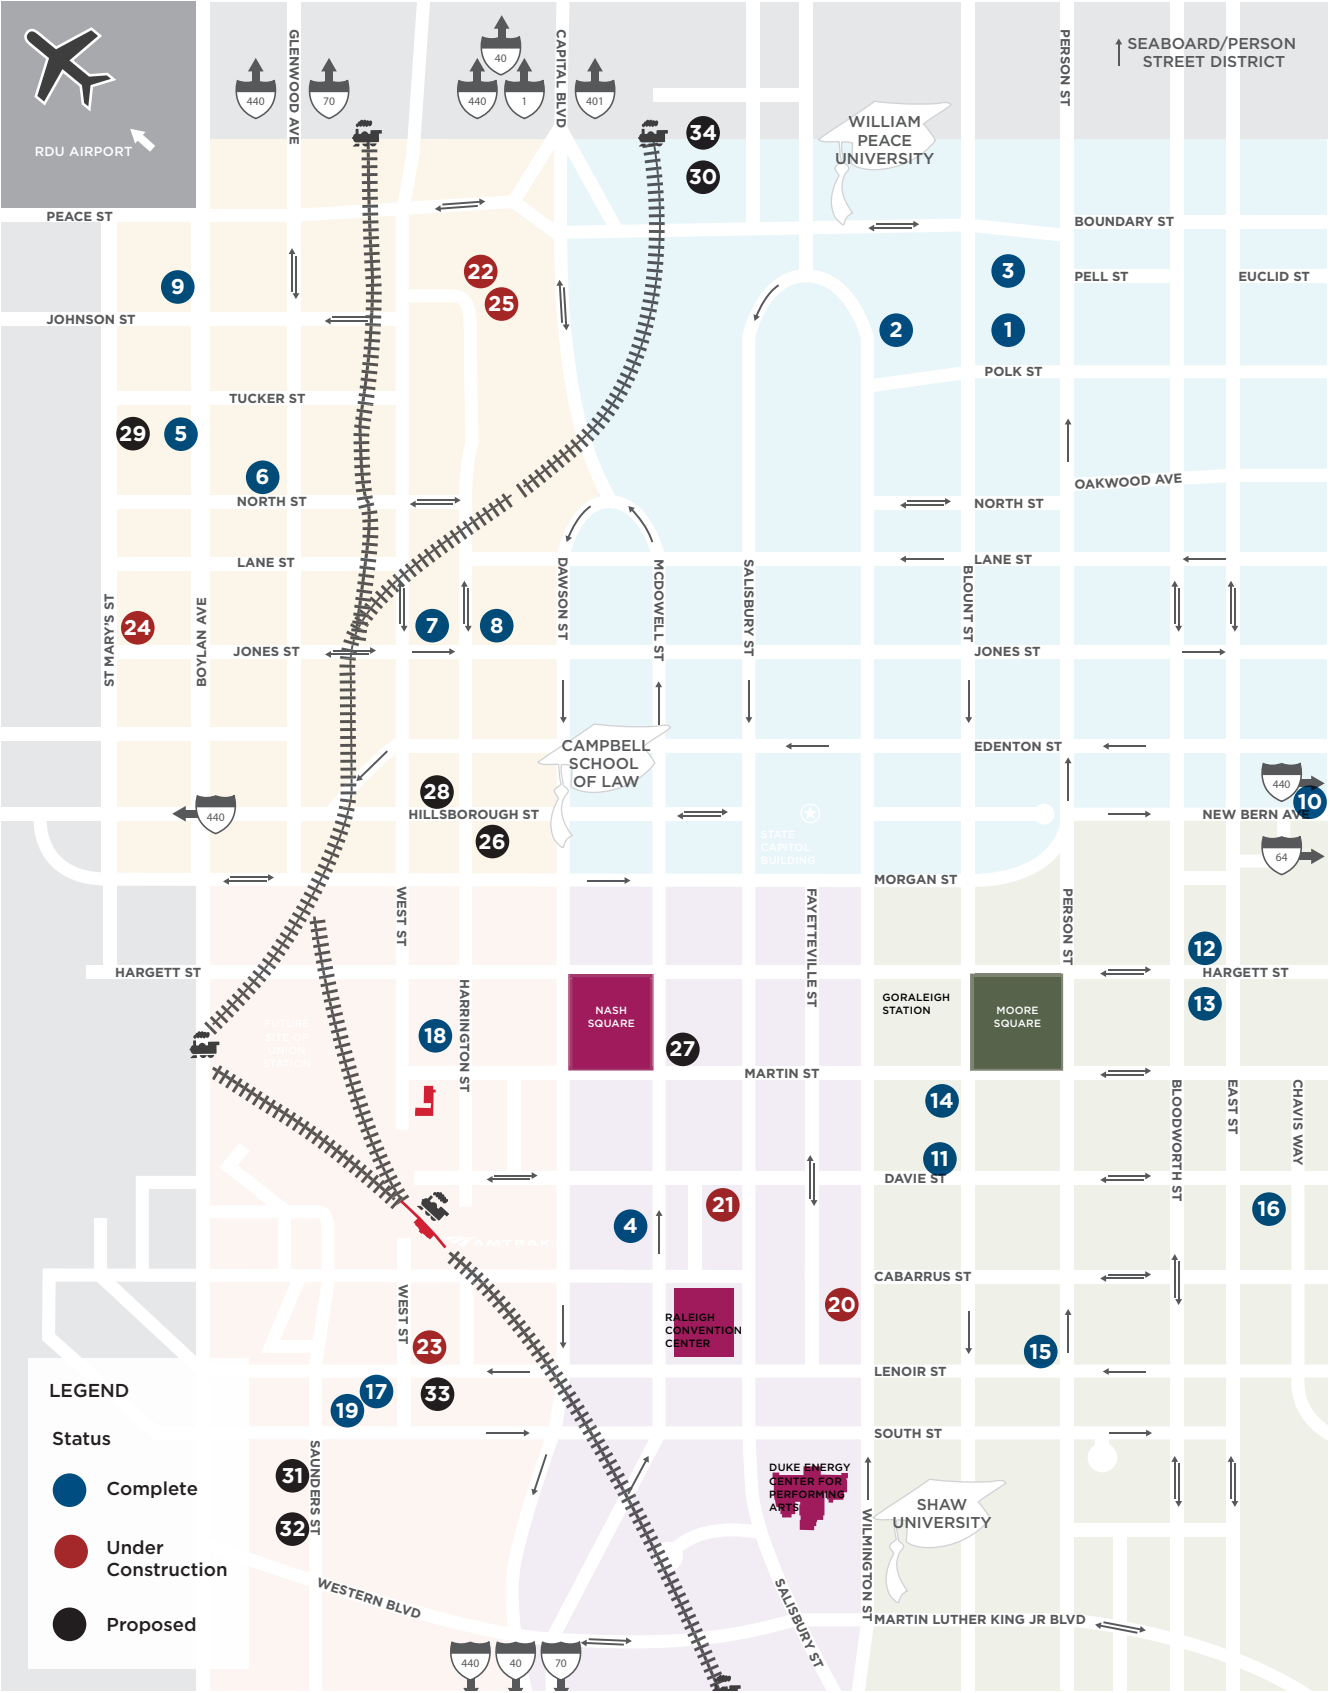 GLENWOOD AVE
440
70
40
440
1
401
CAPITAL BLVD
PERSON ST
SEABOARD/PERSON
STREET DISTRICT
RDU AIRPORT
34
30
WILLIAM
PEACE
UNIVERSITY
PEACE ST
BOUNDARY ST
9
22
25
3
PELL ST
EUCLID ST
JOHNSON ST
2
1
POLK ST
TUCKER ST
29
5
6
NORTH ST
NORTH ST
OAKWOOD AVE
LANE ST
LANE ST
ST MARY'S ST
24
BOYLAN AVE
7
8
DAWSON ST
MCDOWELL ST
SALISBURY ST
BLOUNT ST
JONES ST
JONES ST
CAMPBELL
SCHOOL
OF LAW
EDENTON ST
440
28
HILLSBOROUGH ST
26
STATE
CAPITOL
BUILDING
440
10
NEW BERN AVE
64
MORGAN ST
WEST ST
FAYETTEVILLE ST
PERSON ST
12
HARGETT ST
HARGETT ST
13
FUTURE
SITE OF
UNION
STATION
18
HARRINGTON ST
NASH
SQUARE
27
GORALEIGH
STATION
MOORE
SQUARE
MARTIN ST
14
11
DAVIE ST
BLOODWORTH ST
EAST ST
CHAVIS WAY
16
4
21
AMTRAK
CABARRUS ST
WEST ST
20
RALEIGH
CONVENTION
CENTER
23
15
LENOIR ST
17
19
33
SOUTH ST
31
32
SAUNDERS ST
DUKE ENERGY
CENTER FOR
PERFORMING
ARTS
WILMINGTON ST
SHAW
UNIVERSITY
WESTERN BLVD
SALISBURY ST
MARTIN LUTHER KING JR BLVD
440
40
70
LEGEND
Status
Complete
Under
Construction
Proposed